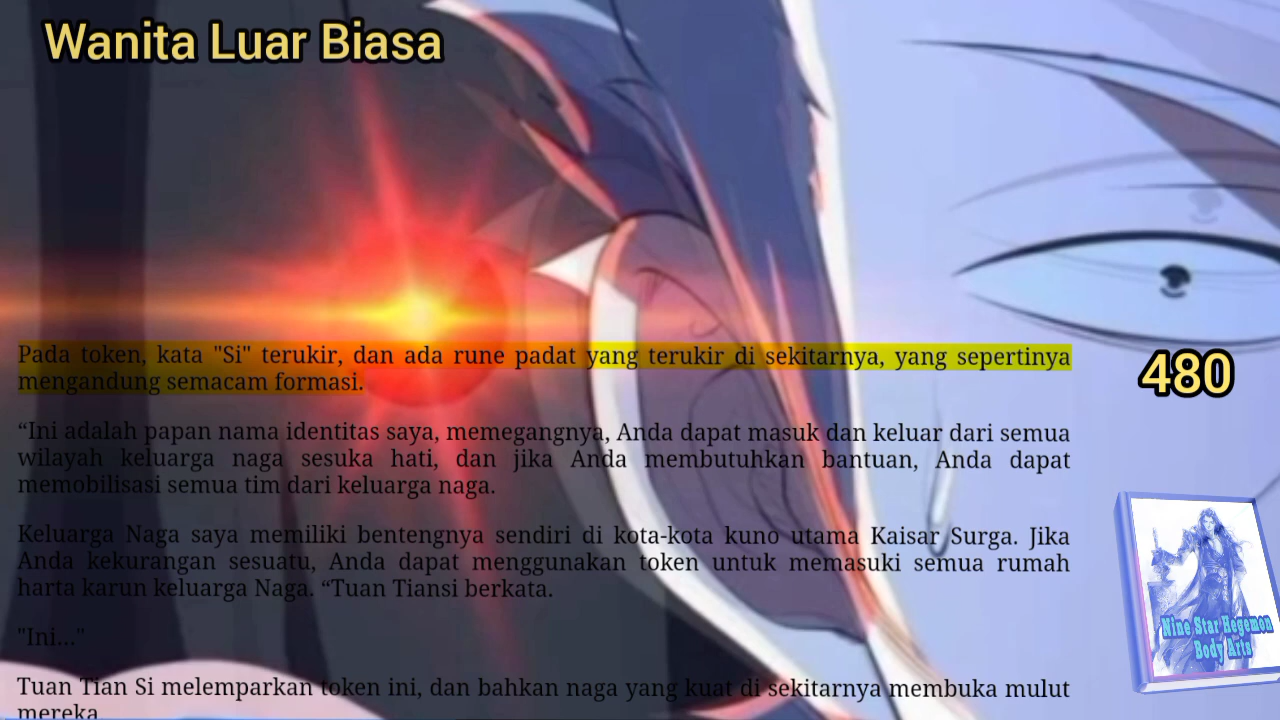 Wanita Luar Biasa
Pada token, kata "Si" terukir, dan ada rune padat yang terukir di sekitarnya, yang sepertinya
mengandung semacam formasi.
“Ini adalah papan nama identitas saya, memegangnya, Anda dapat masuk dan keluar dari semua
wilayah keluarga naga sesuka hati, dan jika Anda membutuhkan bantuan, Anda dapat
memobilisasi semua tim dari keluarga naga.
Keluarga Naga saya memiliki bentengnya sendiri di kota-kota kuno utama Kaisar Surga. Jika
Anda kekurangan sesuatu, Anda dapat menggunakan token untuk memasuki semua rumah
harta karun keluarga Naga. “Tuan Tiansi berkata.
"Ini..."
Tuan Tian Si melemparkan token ini, dan bahkan naga yang kuat di sekitarnya membuka mulut
mereka
480
Nine Star Hegemon
Body Arts